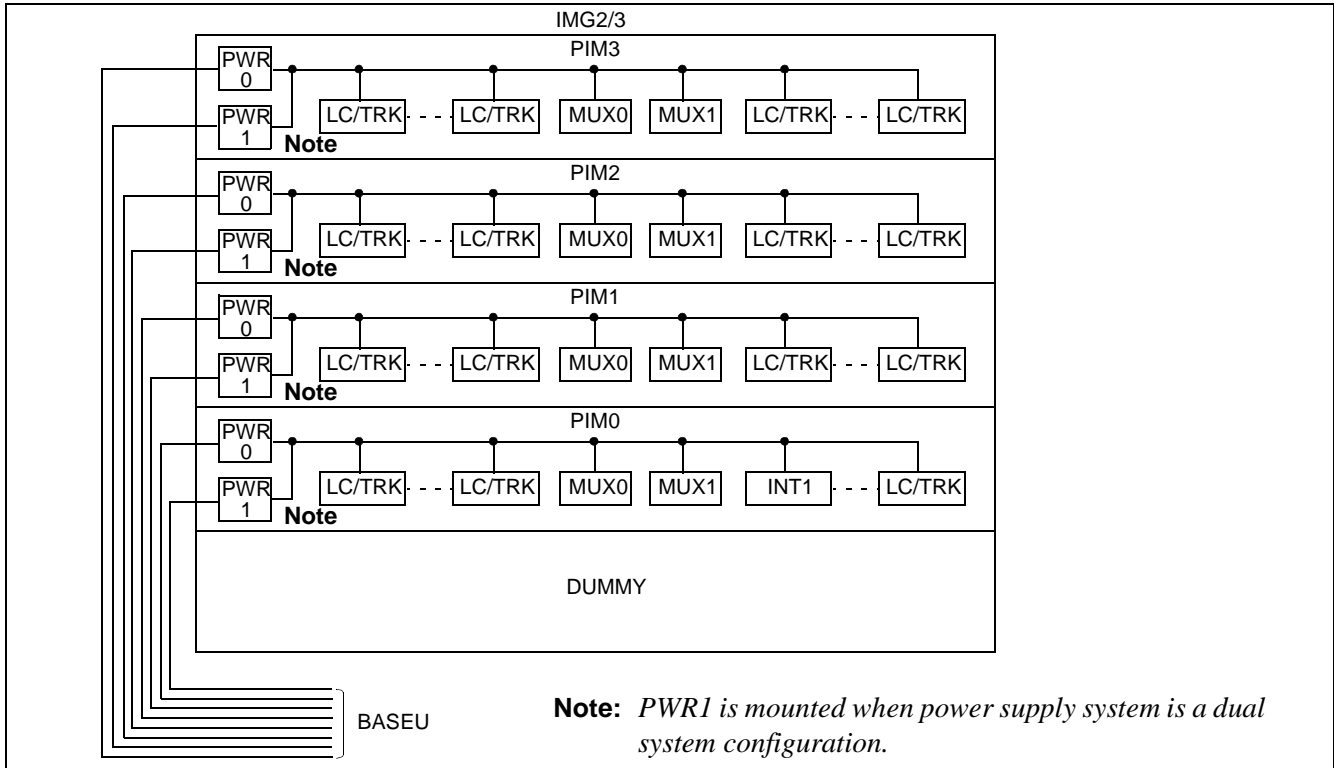 IMG2/3
PIM3
PWR 0
LC/TRK LC/TRK MUX0 MUX1 LC/TRK LC/TRK
PWR 1
Note
PIM2
PWR 0
LC/TRK LC/TRK MUX0 MUX1 LC/TRK LC/TRK
PWR 1
Note
PIM1
PWR 0
LC/TRK LC/TRK MUX0 MUX1 LC/TRK LC/TRK
PWR 1
Note
PIM0
PWR 0
LC/TRK LC/TRK MUX0 MUX1 INT1 LC/TRK
PWR 1
Note
DUMMY
BASEU
Note: PWR1 is mounted when power supply system is a dual
system configuration.